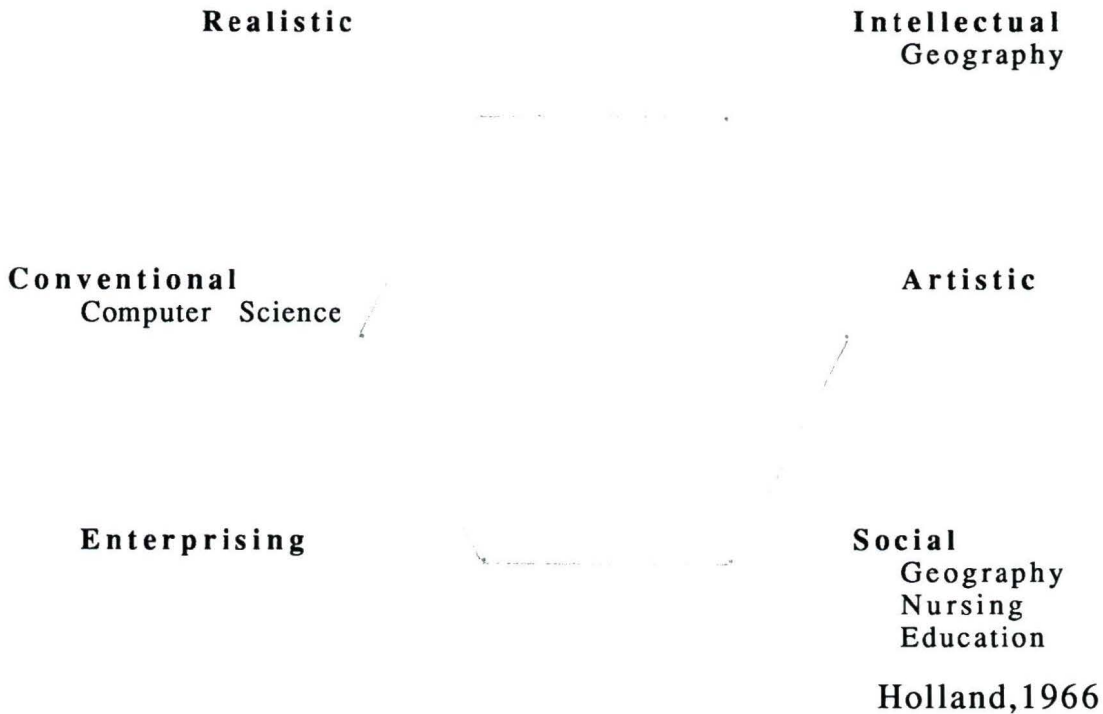 Realistic
Intellectual
Geography
Conventional
Computer Science
Artistic
Enterprising
Social
Geography
Nursing
Education
Holland,1966